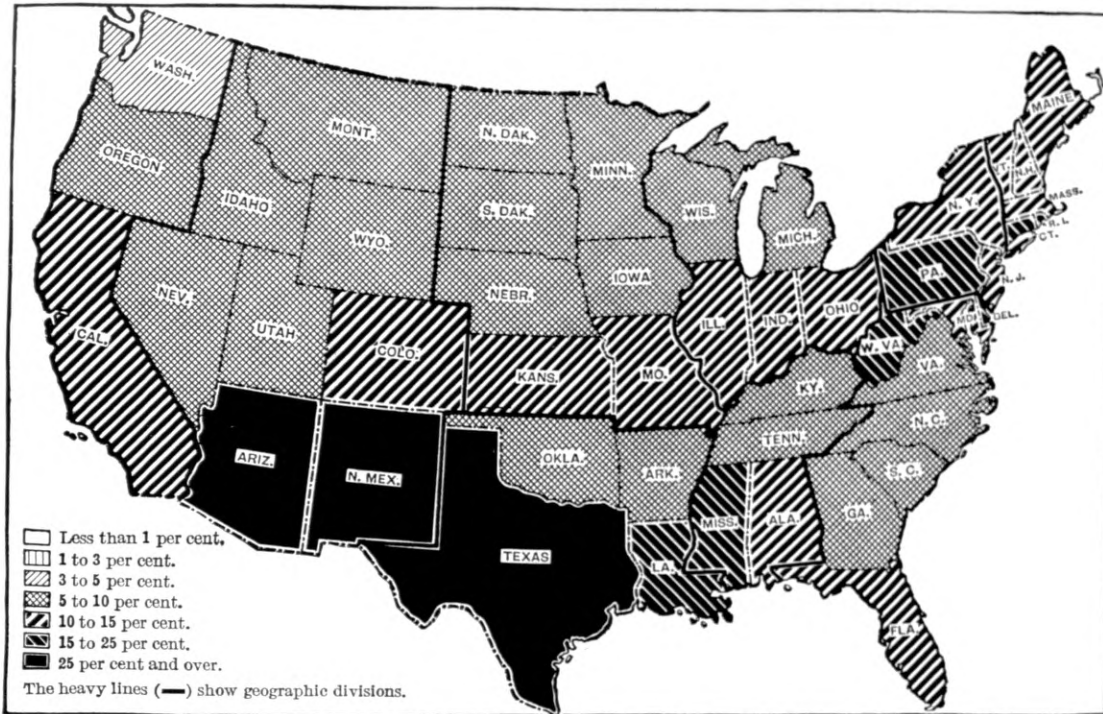 WASH.
OREGON
CAL.
IDAHO
NEV.
MONT.
WYO.
UTAH
ARIZ.
COLO.
N. MEX.
N. DAK.
S. DAK.
NEBR.
KANS.
OKLA.
TEXAS
MINN.
IOWA
MO.
ARK.
LA.
WIS.
ILL.
MICH.
IND.
OHIO
KY.
TENN.
MISS.
ALA.
GA.
FLA.
S. C.
N. C.
VA.
W. VA.
PA.
MD.
DEL.
N. J.
N. Y.
CT.
R. I.
MASS.
VT.
N.H.
MAINE
Less than 1 per cent.
1 to 3 per cent.
3 to 5 per cent.
5 to 10 per cent.
10 to 15 per cent.
15 to 25 per cent.
25 per cent and over.
The heavy lines (—) show geographic divisions.